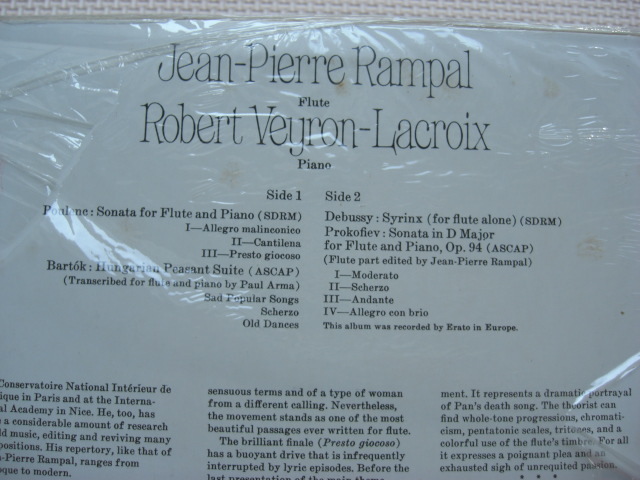 Jean-Pierre Rampal
Flute
Robert Veyron-Lacroix
Piano
Side 1
Poulenc: Sonata for Flute and Piano (SDRM)
I—Allegro malinconico
II—Cantilena
III—Presto giocoso
Bartók: Hungarian Peasant Suite (ASCAP)
(Transcribed for flute and piano by Paul Arma)
Sad Popular Songs
Scherzo
Old Dances
Side 2
Debussy: Syrinx (for flute alone) (SDRM)
Prokofiev: Sonata in D Major
for Flute and Piano, Op. 94 (ASCAP)
(Flute part edited by Jean-Pierre Rampal)
I—Moderato
II—Scherzo
III—Andante
IV—Allegro con brio
This album was recorded by Erato in Europe.
Conservatoire National Intérieur de
ique in Paris and at the Interna-
al Academy in Nice. He, too, has
a considerable amount of research
ld music, editing and reviving many
positions. His repertory, like that of
n-Pierre Rampal, ranges from
oque to modern.
sensuous terms and of a type of woman
from a different calling. Nevertheless,
the movement stands as one of the most
beautiful passages ever written for flute.
The brilliant finale (Presto giocoso)
has a buoyant drive that is infrequently
interrupted by lyric episodes. Before the
last presentation of the main theme
ment. It represents a dramatic portrayal
of Pan's death song. The theorist can
find whole-tone progressions, chromati-
cism, pentatonic scales, tritones, and a
colorful use of the flute's timbre. For all
it expresses a poignant plea and an
exhausted sigh of unrequited passion.
* * *